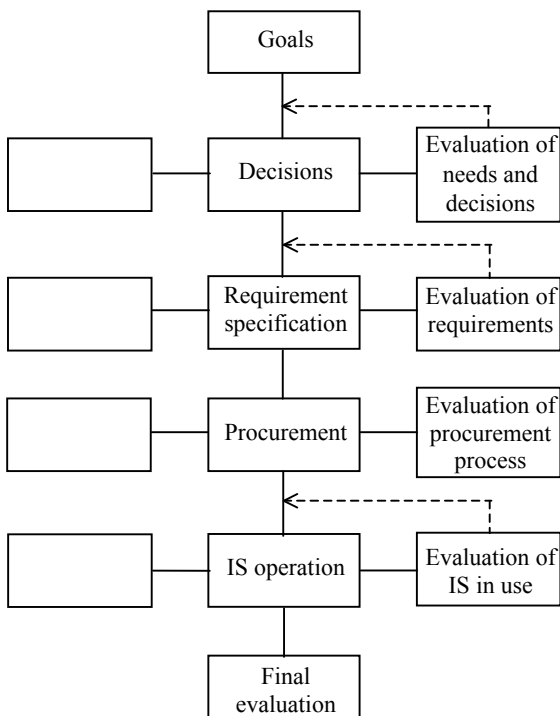 Goals
Decisions
Evaluation of
needs and
decisions
Requirement
specification
Evaluation of
requirements
Procurement
Evaluation of
procurement
process
IS operation
Evaluation of
IS in use
Final
evaluation